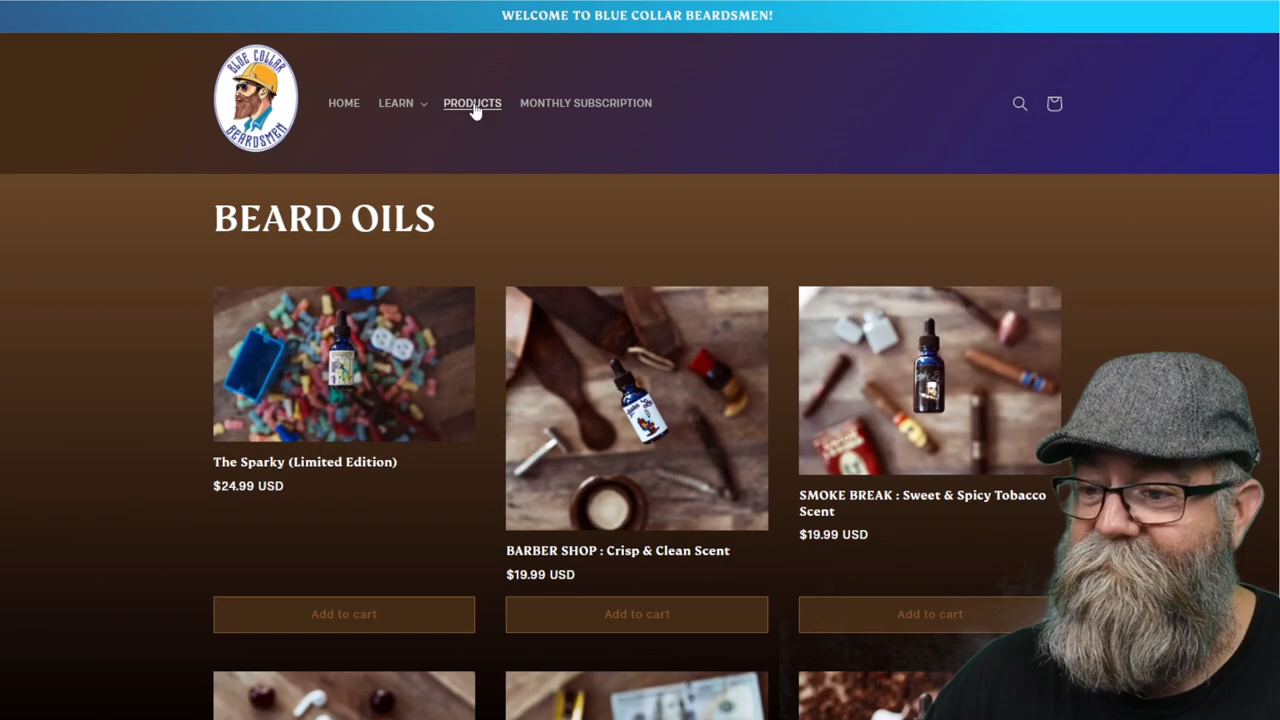 WELCOME TO BLUE COLLAR BEARDSMEN!
BLUE COLLAR
BEARDSMEN
HOME
LEARN
PRODUCTS
MONTHLY SUBSCRIPTION
BEARD OILS
The Sparky (Limited Edition)
$24.99 USD
BARBER SHOP : Crisp & Clean Scent
$19.99 USD
SMOKE BREAK : Sweet & Spicy Tobacco
Scent
$19.99 USD
Add to cart
Add to cart
Add to cart